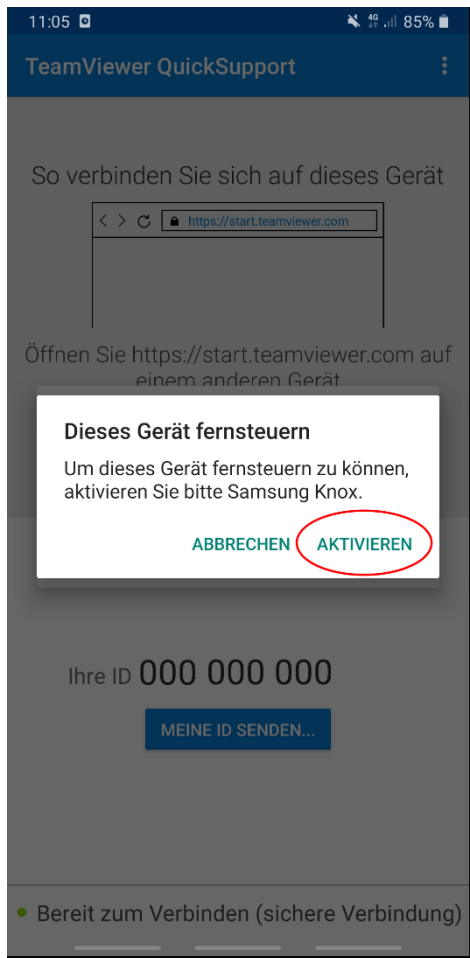 11:05 4G 85%
TeamViewer QuickSupport
So verbinden Sie sich auf dieses Gerät
https://start.teamviewer.com
Öffnen Sie https://start.teamviewer.com auf
einem anderen Gerät
Dieses Gerät fernsteuern
Um dieses Gerät fernsteuern zu können,
aktivieren Sie bitte Samsung Knox.
ABBRECHEN AKTIVIEREN
Ihre ID 000 000 000
MEINE ID SENDEN...
Bereit zum Verbinden (sichere Verbindung)